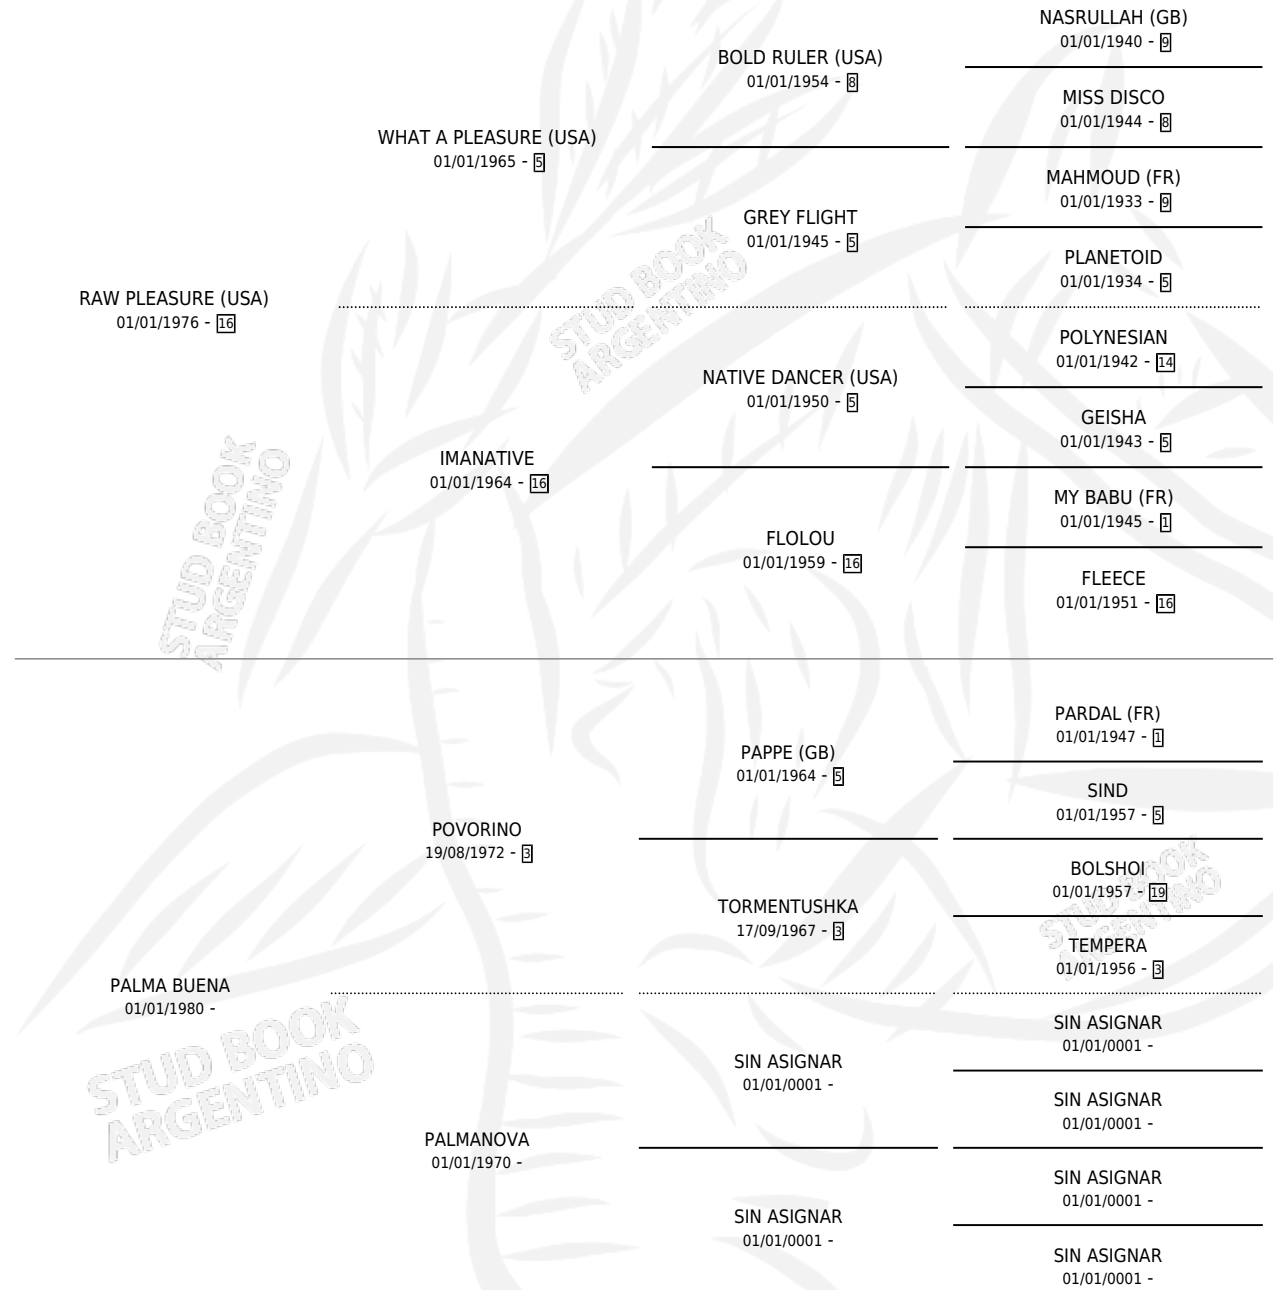 NASRULLAH (GB)
01/01/1940 - 9
BOLD RULER (USA)
01/01/1954 - 8
MISS DISCO
01/01/1944 - 8
WHAT A PLEASURE (USA)
01/01/1965 - 5
MAHMOUD (FR)
01/01/1933 - 9
GREY FLIGHT
01/01/1945 - 5
PLANETOID
01/01/1934 - 5
RAW PLEASURE (USA)
01/01/1976 - 16
POLYNESIAN
01/01/1942 - 14
NATIVE DANCER (USA)
01/01/1950 - 5
GEISHA
01/01/1943 - 5
IMANATIVE
01/01/1964 - 16
MY BABU (FR)
01/01/1945 - 1
FLOLOU
01/01/1959 - 16
FLEECE
01/01/1951 - 16
PARDAL (FR)
01/01/1947 - 1
PAPPE (GB)
01/01/1964 - 5
SIND
01/01/1957 - 5
POVORINO
19/08/1972 - 3
BOLSHOI
01/01/1957 - 19
TORMENTUSHKA
17/09/1967 - 3
TEMPERA
01/01/1956 - 3
PALMA BUENA
01/01/1980 -
SIN ASIGNAR
01/01/0001 -
SIN ASIGNAR
01/01/0001 -
SIN ASIGNAR
01/01/0001 -
PALMANOVA
01/01/1970 -
SIN ASIGNAR
01/01/0001 -
SIN ASIGNAR
01/01/0001 -
SIN ASIGNAR
01/01/0001 -
STUD BOOK
ARGENTINO
STUD BOOK
ARGENTINO
STUD BOOK
ARGENTINO
STUD BOOK
ARGENTINO